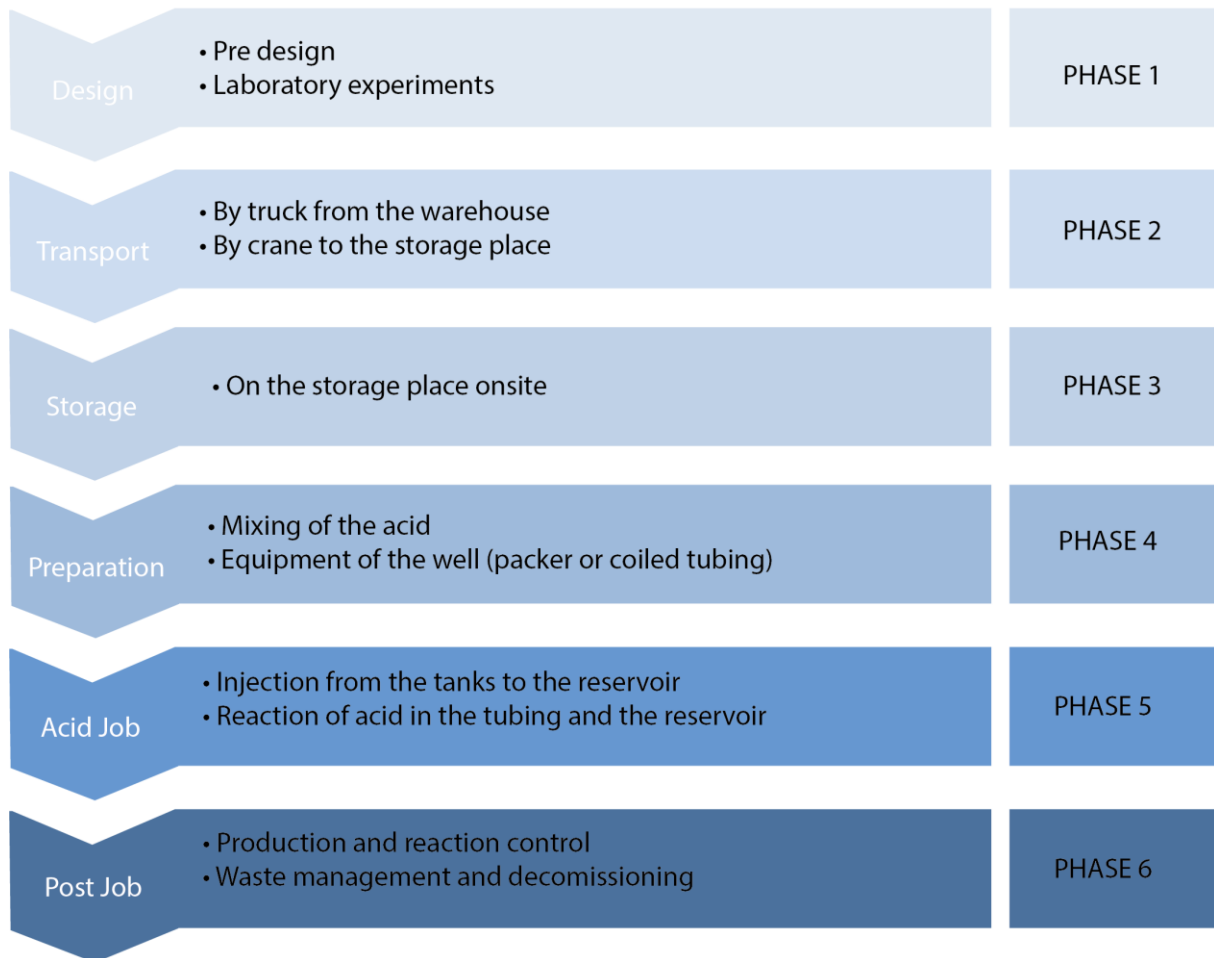 Design
• Pre design
• Laboratory experiments
PHASE 1
Transport
• By truck from the warehouse
• By crane to the storage place
PHASE 2
Storage
• On the storage place onsite
PHASE 3
Preparation
• Mixing of the acid
• Equipment of the well (packer or coiled tubing)
PHASE 4
Acid Job
• Injection from the tanks to the reservoir
• Reaction of acid in the tubing and the reservoir
PHASE 5
Post Job
• Production and reaction control
• Waste management and decomissioning
PHASE 6